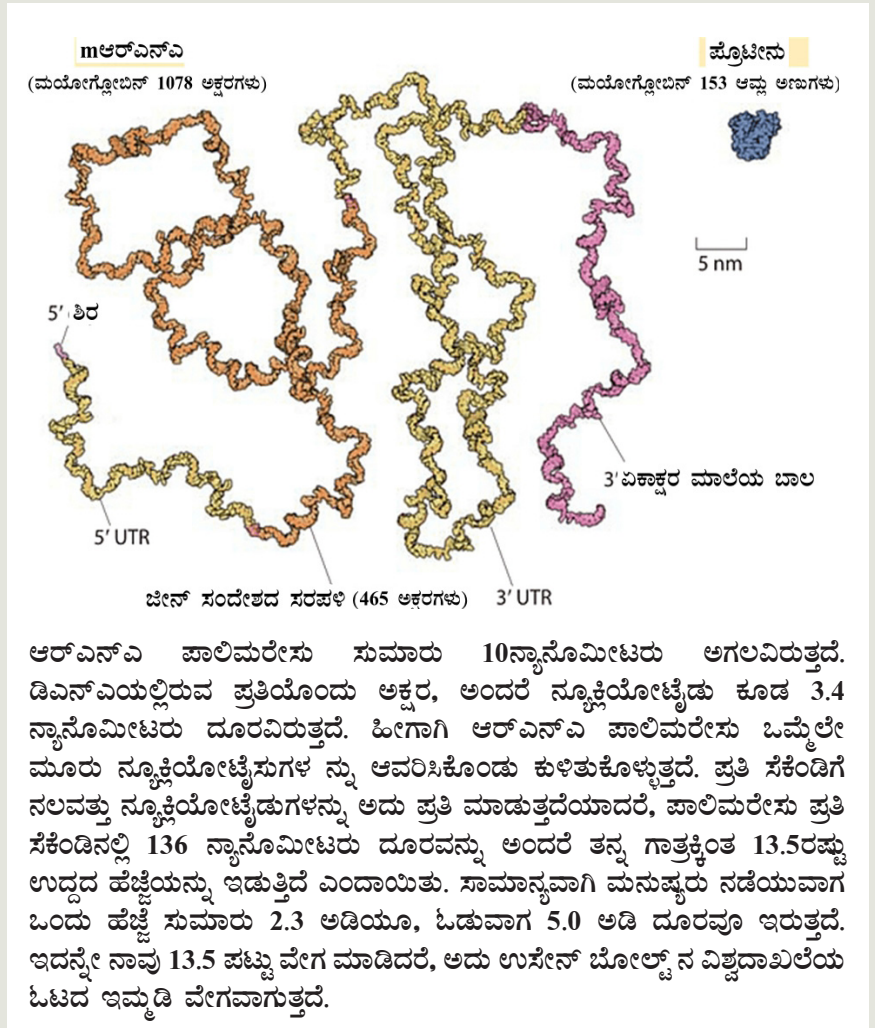 mಆರ್‌ಎನ್‌ಎ
(ಮಯೋಗ್ಲೋಬಿನ್ 1078 ಅಕ್ಷರಗಳು)
ಪ್ರೊಟೀನು
(ಮಯೋಗ್ಲೋಬಿನ್ 153 ಆಮ್ಲ ಅಣುಗಳು)
5 nm
5' ಶಿರ
3' ಏಕಾಕ್ಷರ ಮಾಲೆಯ ಬಾಲ
5' UTR
ಜೀನ್ ಸಂದೇಶದ ಸರಪಳಿ (465 ಅಕ್ಷರಗಳು)
3' UTR
ಆರ್‌ಎನ್‌ಎ ಪಾಲಿಮರೇಸು ಸುಮಾರು 10ನ್ಯಾನೊಮೀಟರು ಅಗಲವಿರುತ್ತದೆ.
ಡಿಎನ್‌ಎಯಲ್ಲಿರುವ ಪ್ರತಿಯೊಂದು ಅಕ್ಷರ, ಅಂದರೆ ನ್ಯೂಕ್ಲಿಯೋಟೈಡು ಕೂಡ 3.4
ನ್ಯಾನೊಮೀಟರು ದೂರವಿರುತ್ತದೆ. ಹೀಗಾಗಿ ಆರ್‌ಎನ್‌ಎ ಪಾಲಿಮರೇಸು ಒಮ್ಮೆಲೇ
ಮೂರು ನ್ಯೂಕ್ಲಿಯೋಟೈಸುಗಳ ನ್ನು ಆವರಿಸಿಕೊಂಡು ಕುಳಿತುಕೊಳ್ಳುತ್ತದೆ. ಪ್ರತಿ ಸೆಕೆಂಡಿಗೆ
ನಲವತ್ತು ನ್ಯೂಕ್ಲಿಯೋಟೈಡುಗಳನ್ನು ಅದು ಪ್ರತಿ ಮಾಡುತ್ತದೆಯಾದರೆ, ಪಾಲಿಮರೇಸು ಪ್ರತಿ
ಸೆಕೆಂಡಿನಲ್ಲಿ 136 ನ್ಯಾನೊಮೀಟರು ದೂರವನ್ನು ಅಂದರೆ ತನ್ನ ಗಾತ್ರಕ್ಕಿಂತ 13.5ರಷ್ಟು
ಉದ್ದದ ಹೆಜ್ಜೆಯನ್ನು ಇಡುತ್ತಿದೆ ಎಂದಾಯಿತು. ಸಾಮಾನ್ಯವಾಗಿ ಮನುಷ್ಯರು ನಡೆಯುವಾಗ
ಒಂದು ಹೆಜ್ಜೆ ಸುಮಾರು 2.3 ಅಡಿಯೂ, ಓಡುವಾಗ 5.0 ಅಡಿ ದೂರವೂ ಇರುತ್ತದೆ.
ಇದನ್ನೇ ನಾವು 13.5 ಪಟ್ಟು ವೇಗ ಮಾಡಿದರೆ, ಅದು ಉಸೇನ್ ಬೋಲ್ಟ್ ನ ವಿಶ್ವದಾಖಲೆಯ
ಓಟದ ಇಮ್ಮಡಿ ವೇಗವಾಗುತ್ತದೆ.